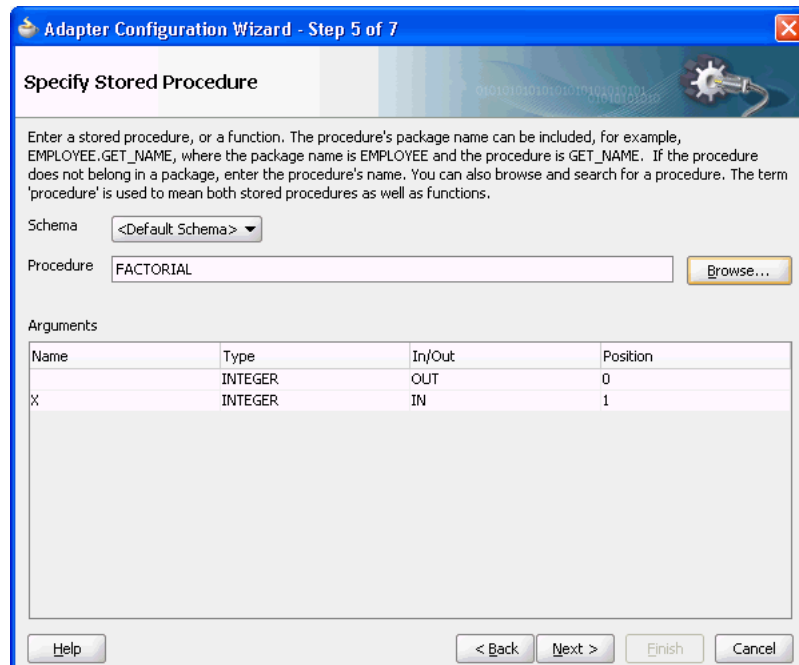 Adapter Configuration Wizard - Step 5 of 7
Specify Stored Procedure
0101010101010101010101010101
01010101010
Enter a stored procedure, or a function. The procedure's package name can be included, for example,
EMPLOYEE.GET_NAME, where the package name is EMPLOYEE and the procedure is GET_NAME. If the procedure
does not belong in a package, enter the procedure's name. You can also browse and search for a procedure. The term
'procedure' is used to mean both stored procedures as well as functions.
Schema <Default Schema>
Procedure FACTORIAL Browse...
Arguments
Name Type In/Out Position
INTEGER OUT 0
X INTEGER IN 1
Help < Back Next > Finish Cancel